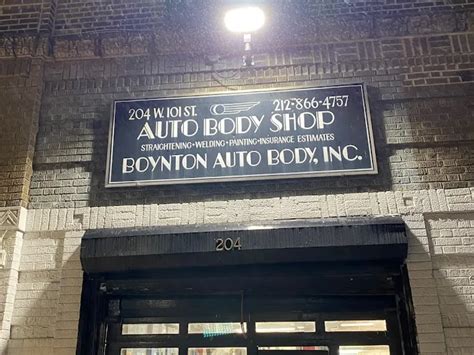 204 W. 101 ST.
212-866-4757
AUTO BODY SHOP
STRAIGHTENING•WELDING•PAINTING•INSURANCE ESTIMATES
BOYNTON AUTO BODY, INC.
204